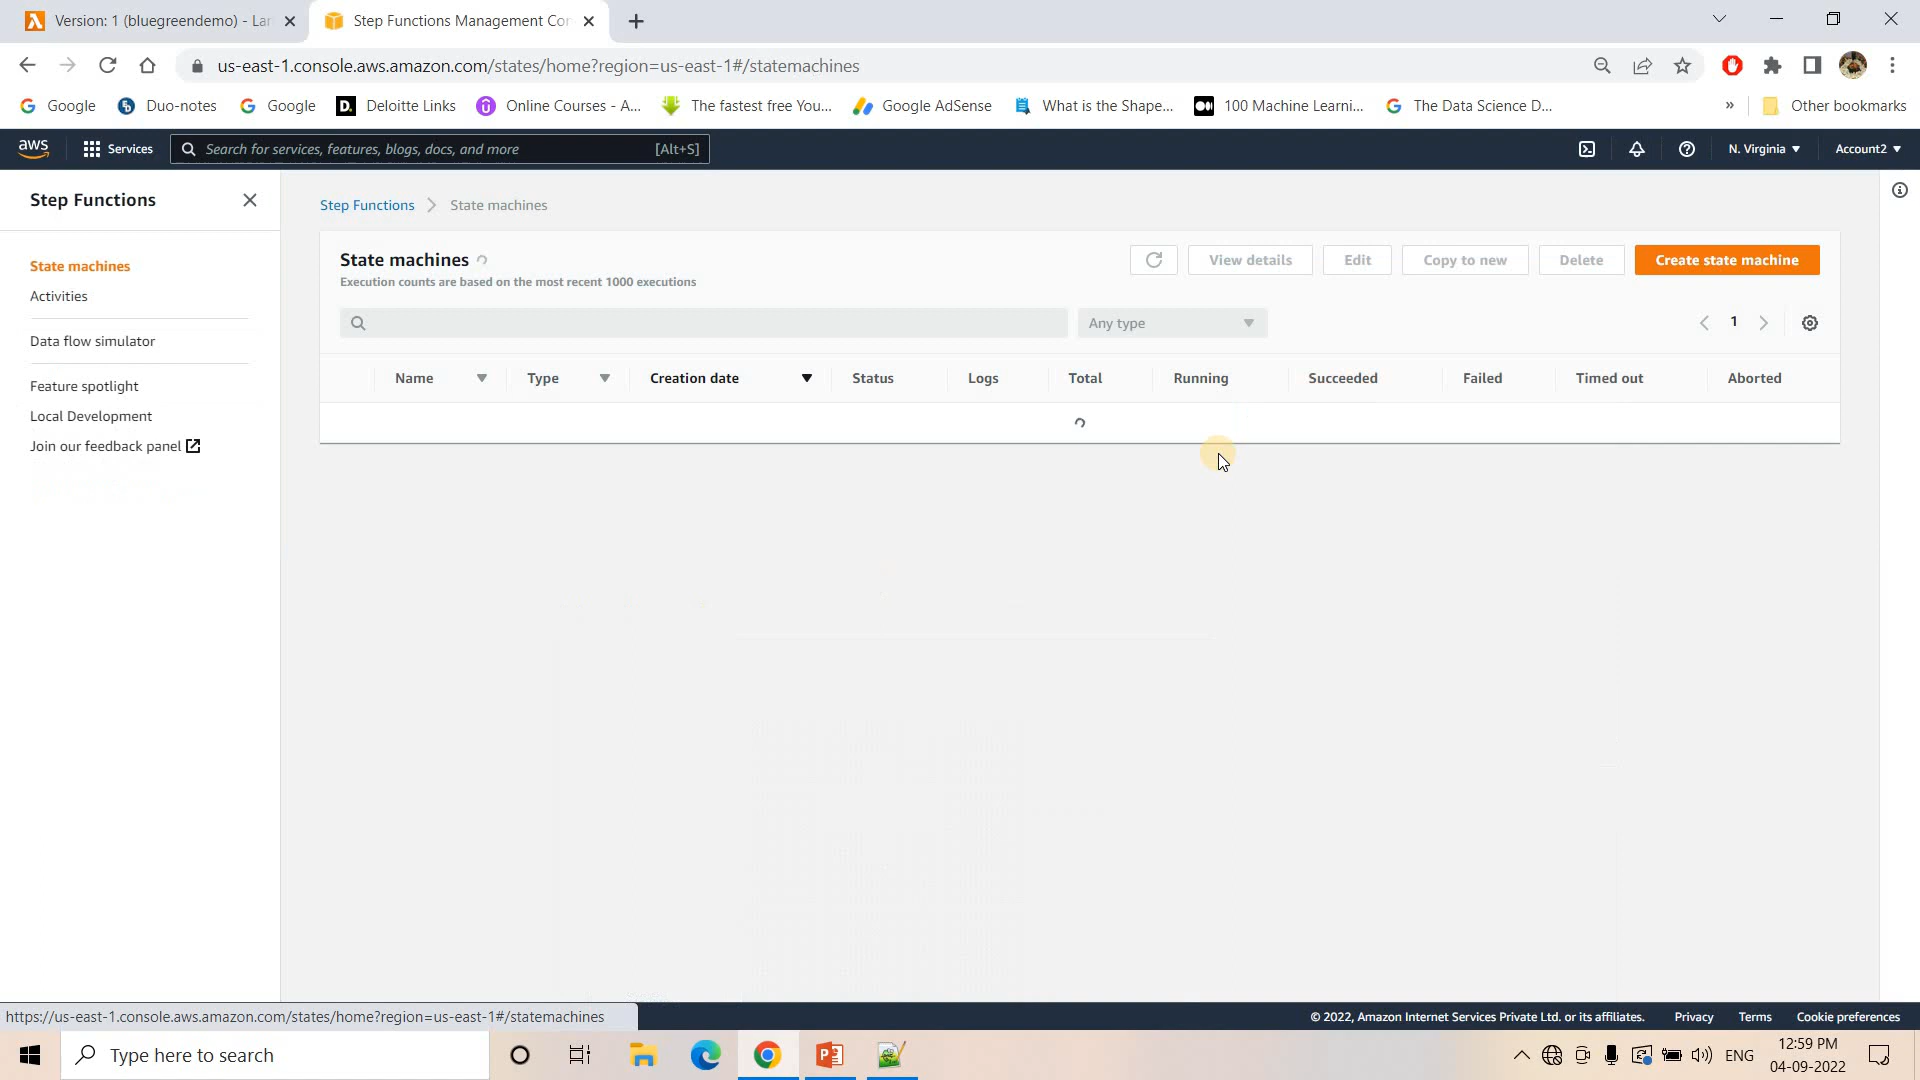 Version: 1 (bluegreendemo) - La
Step Functions Management Co
us-east-1.console.aws.amazon.com/states/home?region=us-east-1#/statemachines
Google
Duo-notes
Google
Deloitte Links
Online Courses - A...
The fastest free You...
Google AdSense
What is the Shape...
100 Machine Learni...
The Data Science D...
»
Other bookmarks
aws
Services
Search for services, features, blogs, docs, and more
[Alt+S]
N. Virginia
Account2
Step Functions
State machines
Activities
Data flow simulator
Feature spotlight
Local Development
Join our feedback panel
Step Functions
State machines
State machines
Execution counts are based on the most recent 1000 executions
View details
Edit
Copy to new
Delete
Create state machine
Any type
1
Name
Type
Creation date
Status
Logs
Total
Running
Succeeded
Failed
Timed out
Aborted
https://us-east-1.console.aws.amazon.com/states/home?region=us-east-1#/statemachines
© 2022, Amazon Internet Services Private Ltd. or its affiliates.
Privacy
Terms
Cookie preferences
Type here to search
ENG
12:59 PM
04-09-2022